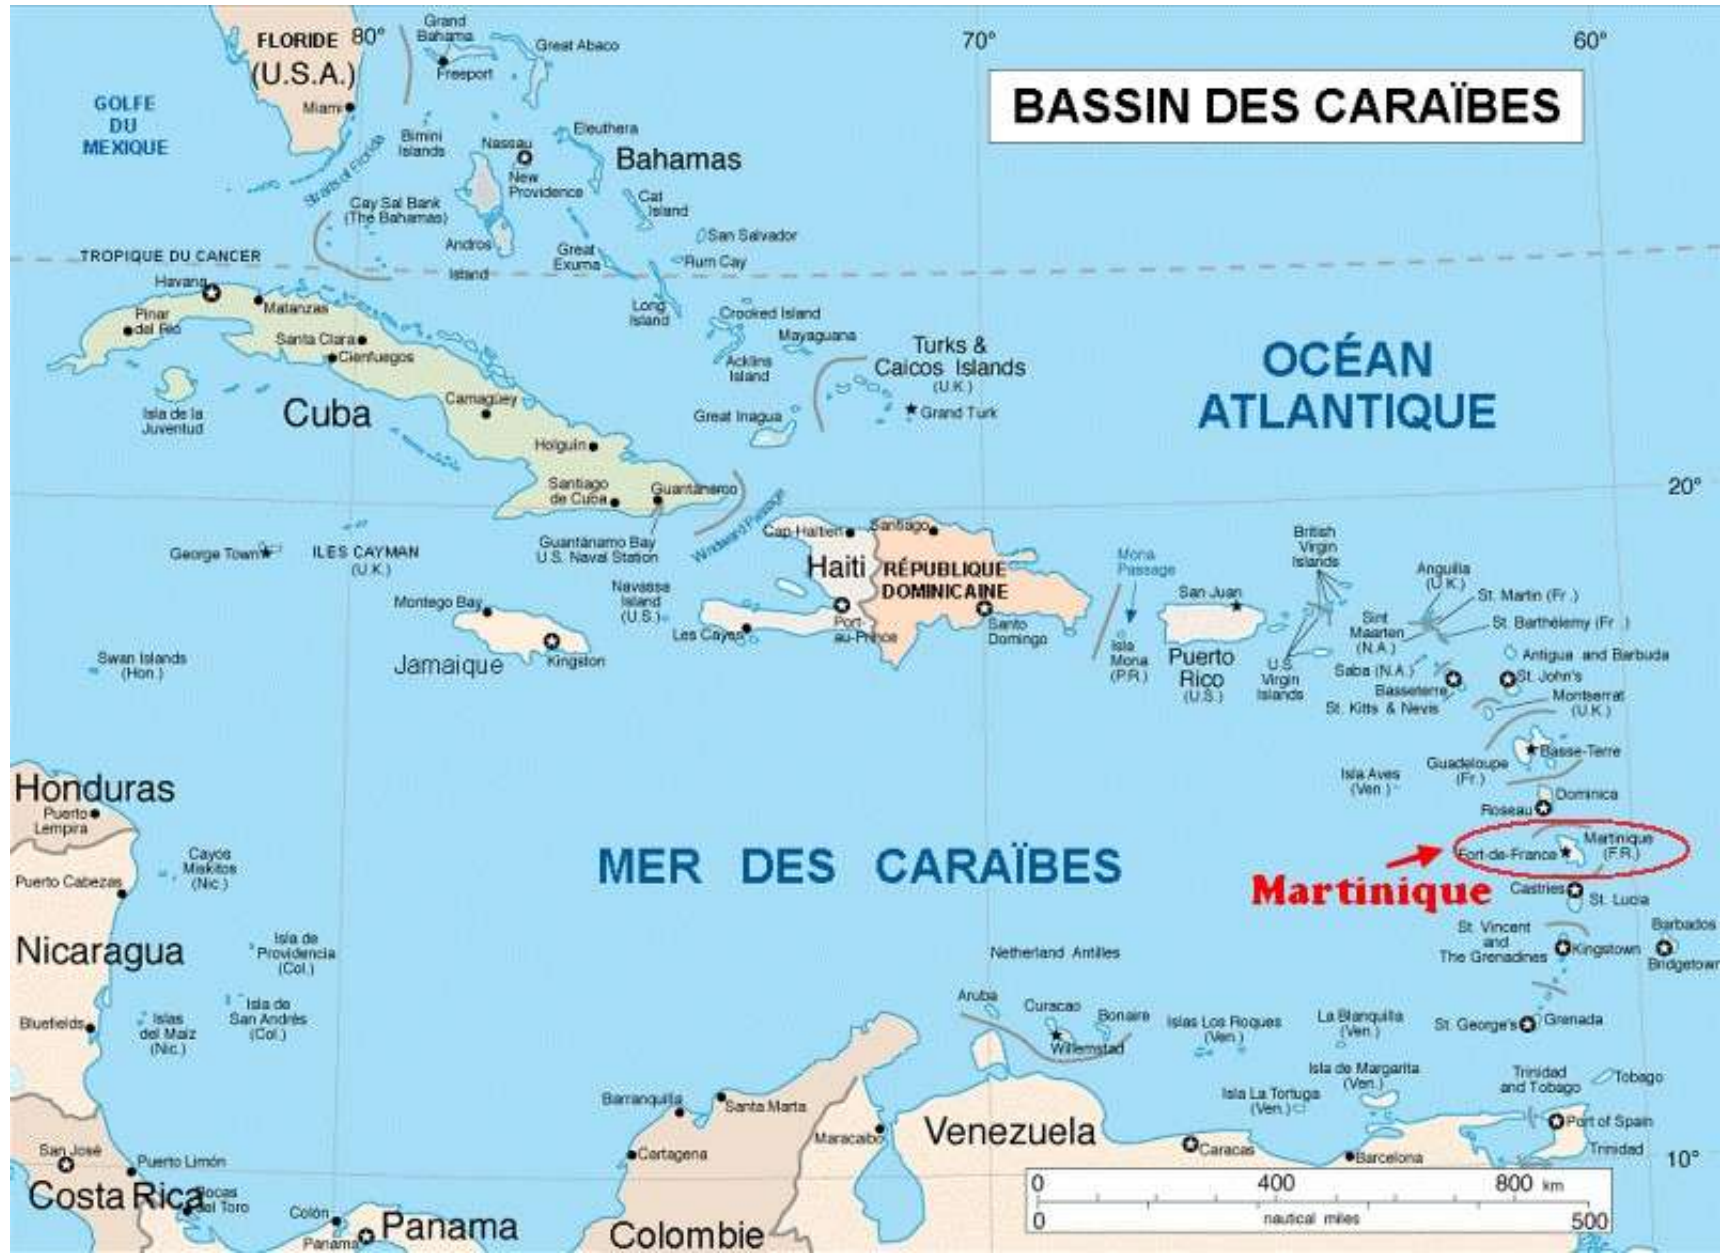 FLORIDE
(U.S.A.)
80°
70°
60°
Grand
Bahama
Freeport
Great Abaco
BASSIN DES CARAÏBES
GOLFE
DU
MEXIQUE
Miami
Bimini
Islands
Nassau
New
Providence
Eleuthera
Bahamas
Straits of Florida
Cay Sal Bank
(The Bahamas)
Cat
Island
San Salvador
Andros
Island
Great
Exuma
Rum Cay
TROPIQUE DU CANCER
Havana
Matanzas
Pinar
del Rio
Santa Clara
Cienfuegos
Long
Island
Crooked Island
Mayaguana
Acklins
Island
Turks &
Caicos Islands
(U.K.)
Grand Turk
OCÉAN
ATLANTIQUE
Isla de la
Juventud
Cuba
Camagüey
Great Inagua
Holguin
Santiago
de Cuba
Guantánamo
20°
Windward Passage
George Town
ILES CAYMAN
(U.K.)
Guantánamo Bay
U.S. Naval Station
Cap-Haïtien
Santiago
Haiti
RÉPUBLIQUE
DOMINICAINE
Mona
Passage
British
Virgin
Islands
Anguilla
(U.K.)
St. Martin (Fr .)
Navassa
Island
(U.S.)
Montego Bay
San Juan
Sint
Maarten
(N.A.)
St. Barthélemy (Fr .)
Les Cayes
Port-
au-Prince
Santo
Domingo
Kingston
Jamaique
Swan Islands
(Hon.)
Isla
Mona
(P.R.)
Puerto
Rico
(U.S.)
U.S.
Virgin
Islands
Saba (N.A.)
Antigua and Barbuda
St. John's
Basseterre
St. Kitts & Nevis
Montserrat
(U.K.)
Guadeloupe
(Fr.)
Basse-Terre
Isla Aves
(Ven.)
Dominica
Roseau
Honduras
Puerto
Lempira
MER DES CARAÏBES
Martinique
(F.R.)
Fort-de-France
Martinique
Castries
St. Lucia
Cayos
Miskitos
(Nic.)
Puerto Cabezas
Nicaragua
Isla de
Providencia
(Col.)
Netherland Antilles
St. Vincent
and
The Grenadines
Kingstown
Barbados
Bridgetown
Bluefields
Islas
del Maiz
(Nic.)
Isla de
San Andrés
(Col.)
Aruba
Curacao
Bonaire
Willemstad
Islas Los Roques
(Ven.)
La Blanquilla
(Ven.)
St. George's
Grenada
Isla de Margarita
(Ven.)
Isla La Tortuga
(Ven.)
Trinidad
and Tobago
Tobago
Barranquilla
Santa Marta
Maracaibo
Venezuela
Caracas
Barcelona
Port of Spain
Trinidad
Cartagena
San José
Puerto Limón
Costa Rica
Bocas
del Toro
Colón
Panama
Panama
Colombie
10°
0 400 800 km
0 nautical miles 500